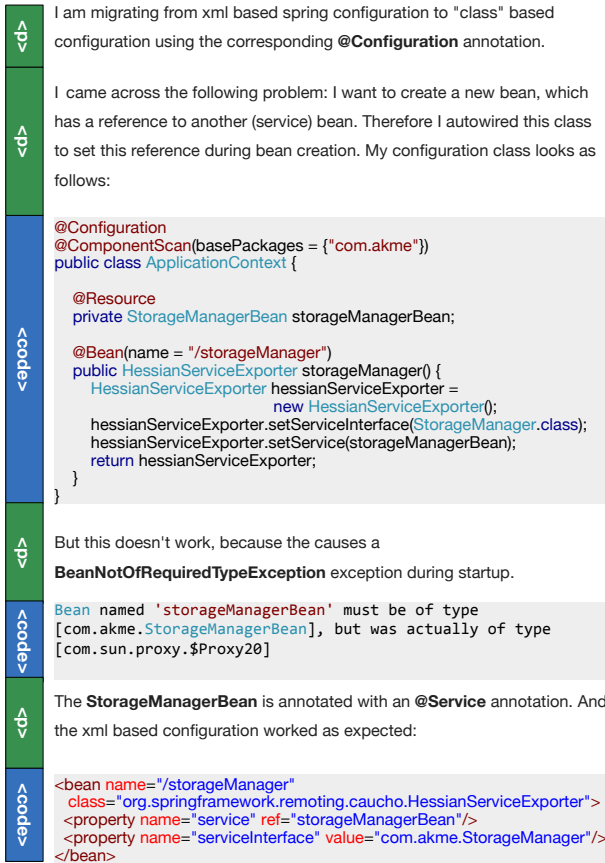 <p>
I am migrating from xml based spring configuration to "class" based
configuration using the corresponding @Configuration annotation.
<p>
I came across the following problem: I want to create a new bean, which
has a reference to another (service) bean. Therefore I autowired this class
to set this reference during bean creation. My configuration class looks as
follows:
<code>
@Configuration
@ComponentScan(basePackages = {"com.akme"})
public class ApplicationContext {
@Resource
private StorageManagerBean storageManagerBean;
@Bean(name = "/storageManager")
public HessianServiceExporter storageManager() {
HessianServiceExporter hessianServiceExporter =
new HessianServiceExporter();
hessianServiceExporter.setServiceInterface(StorageManager.class);
hessianServiceExporter.setService(storageManagerBean);
return hessianServiceExporter;
}
}
<p>
But this doesn't work, because the causes a
BeanNotOfRequiredTypeException exception during startup.
<code>
Bean named 'storageManagerBean' must be of type
[com.akme.StorageManagerBean], but was actually of type
[com.sun.proxy.$Proxy20]
<p>
The StorageManagerBean is annotated with an @Service annotation. And
the xml based configuration worked as expected:
<code>
<bean name="/storageManager"
class="org.springframework.remoting.caucho.HessianServiceExporter">
<property name="service" ref="storageManagerBean"/>
<property name="serviceInterface" value="com.akme.StorageManager"/>
</bean>